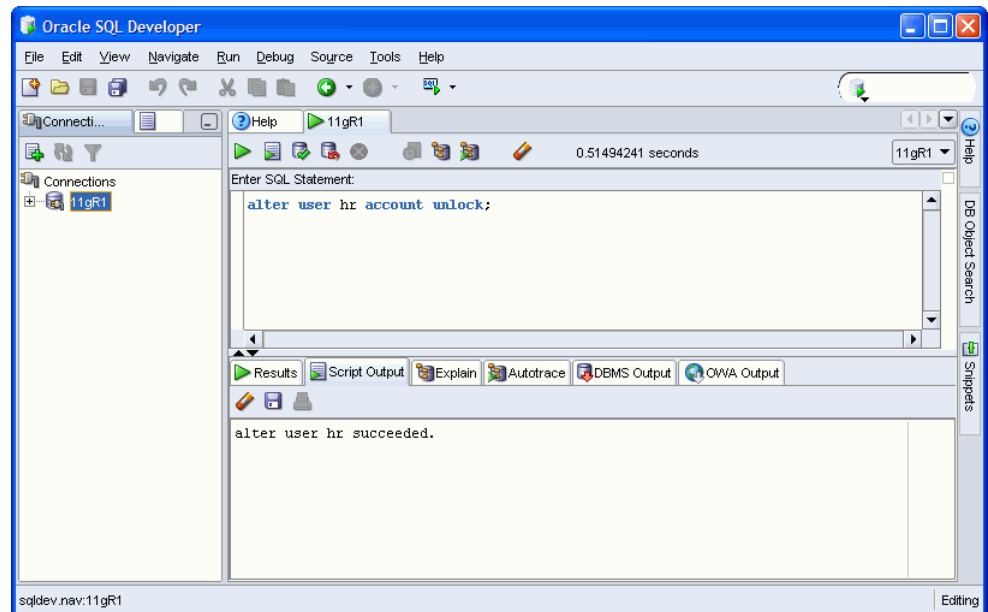 Oracle SQL Developer
File Edit View Navigate Run Debug Source Tools Help
Connecti...
Help 11gR1
0.51494241 seconds 11gR1
Connections
11gR1
Enter SQL Statement:
alter user hr account unlock;
Results Script Output Explain Autotrace DBMS Output OWA Output
alter user hr succeeded.
Help
DB Object Search
Snippets
sqldev.nav:11gR1 Editing